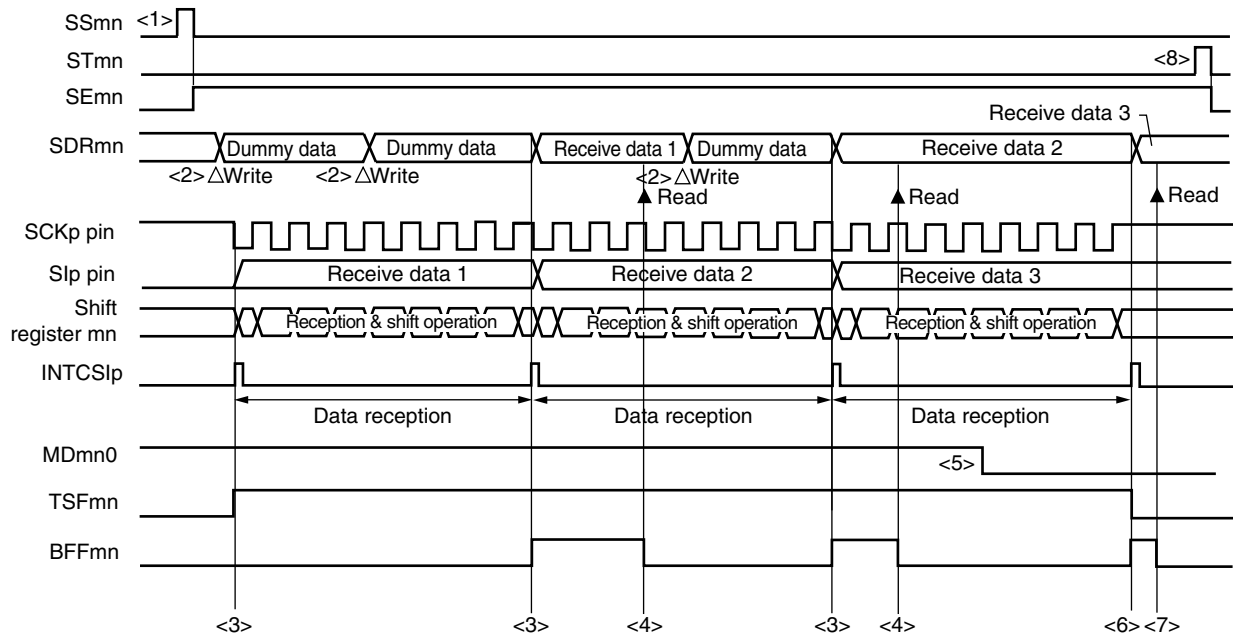 SSmn <1>
STmn <8>
SEmn
Receive data 3
SDRmn Dummy data Dummy data Receive data 1 Dummy data Receive data 2
<2> △Write <2> △Write <2> △Write
▲ Read ▲ Read ▲ Read
SCKp pin
SIp pin Receive data 1 Receive data 2 Receive data 3
Shift
register mn Reception & shift operation Reception & shift operation Reception & shift operation
INTCSIp
Data reception Data reception Data reception
MDmn0 <5>
TSFmn
BFFmn
<3> <3> <4> <3> <4> <6> <7>